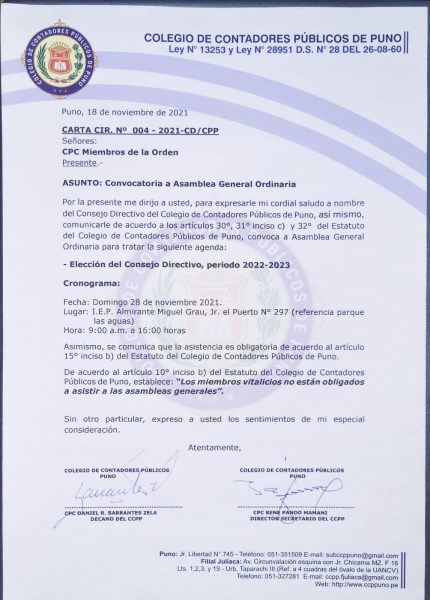 COLEGIO DE CONTADORES PÚBLICOS DE PUNO
Ley N° 13253 y Ley N° 28951 D.S. N° 28 DEL 26-08-60
COLEGIO DE CONTADORES PÚBLICOS DE PUNO
Puno, 18 de noviembre de 2021
CARTA CIR. Nº 004 - 2021-CD/CPP
Señores:
CPC Miembros de la Orden
Presente.-
ASUNTO: Convocatoria a Asamblea General Ordinaria
Por la presente me dirijo a usted, para expresarle mi cordial saludo a nombre
del Consejo Directivo del Colegio de Contadores Públicos de Puno, así mismo,
comunicarle de acuerdo a los artículos 30°, 31° inciso c) y 32° del Estatuto
del Colegio de Contadores Públicos de Puno, convoca a Asamblea General
Ordinaria para tratar la siguiente agenda:
- Elección del Consejo Directivo, periodo 2022-2023
Cronograma:
Fecha: Domingo 28 de noviembre 2021.
Lugar: I.E.P. Almirante Miguel Grau, Jr. el Puerto N° 297 (referencia parque
las aguas)
Hora: 9:00 a.m. a 16:00 horas
Asimismo, se comunica que la asistencia es obligatoria de acuerdo al artículo
15° inciso b) del Estatuto del Colegio de Contadores Públicos de Puno.
De acuerdo al artículo 10° inciso b) del Estatuto del Colegio de Contadores
Públicos de Puno, establece: "Los miembros vitalicios no están obligados
a asistir a las asambleas generales".
Sin otro particular, expreso a usted los sentimientos de mi especial
consideración.
Atentamente,
COLEGIO DE CONTADORES PÚBLICOS
PUNO
CPC DANIEL R. BARRANTES ZELA
DECANO DEL CCPP
COLEGIO DE CONTADORES PÚBLICOS
PUNO
CPC RENÉ PANDO MAMANI
DIRECTOR SECRETARIO DEL CCPP
Puno: Jr. Libertad N° 745 - Teléfono: 051-351509 E-mail: subccppuno@gmail.com
Filial Juliaca: Av. Circunvalación esquina con Jr. Chicama MZ. F 16
Lts. 1,2,3, y 19 - Urb. Taparachi III (Ref. a 4 cuadras del óvalo de la UANCV)
Teléfono: 051-327281 E-mail: ccpp.fjuliaca@gmail.com
Web: http://www.ccppuno.pe